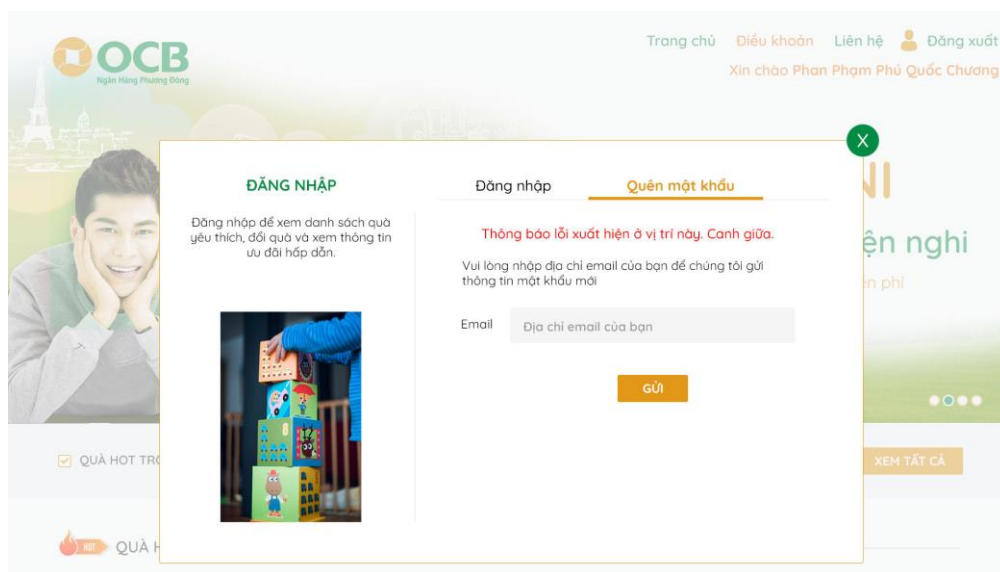 OCB
Ngân Hàng Phương Đông
Trang chủ Điều khoản Liên hệ Đăng xuất
Xin chào Phan Phạm Phú Quốc Chương
X
NI
ện nghi
ễn phí
ĐĂNG NHẬP
Đăng nhập để xem danh sách quà
yêu thích, đổi quà và xem thông tin
ưu đãi hấp dẫn.
Đăng nhập Quên mật khẩu
Thông báo lỗi xuất hiện ở vị trí này. Canh giữa.
Vui lòng nhập địa chỉ email của bạn để chúng tôi gửi
thông tin mật khẩu mới
Email Địa chỉ email của bạn
GỬI
QUÀ HOT TRO
XEM TẤT CẢ
HOT QUÀ H